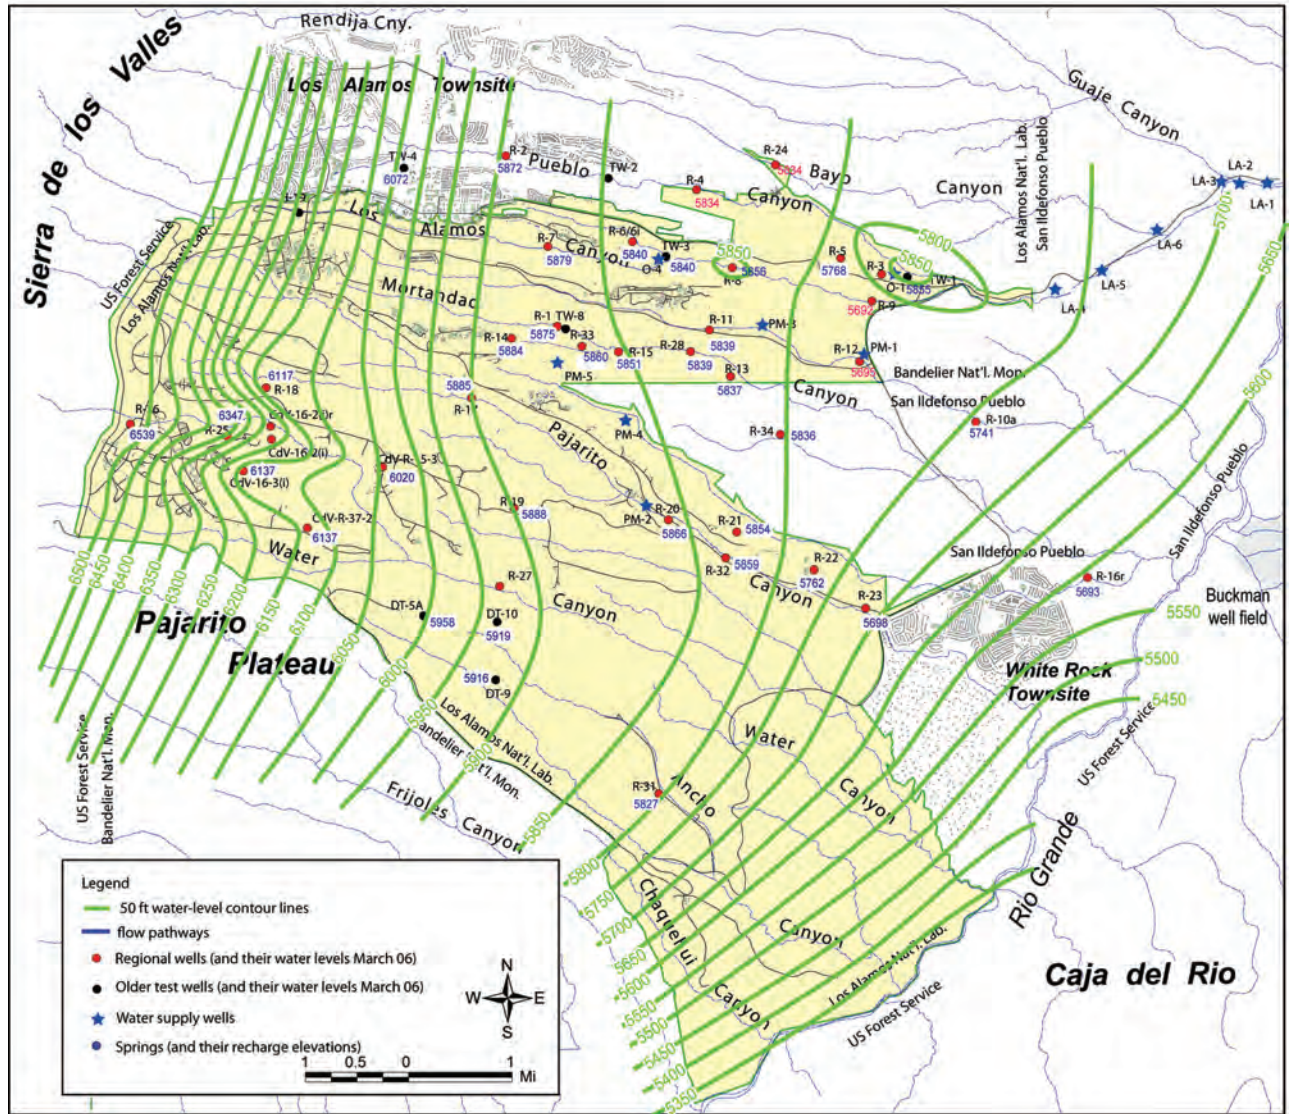 Rendija Cny.
Sierra de los Valles
Los Alamos Townsite
Guaje Canyon
TW-4
6072
R-2
5872
Pueblo
TW-2
R-24
5834
Bayo
Canyon
R-4
5834
Canyon
Los Alamos Nat'l. Lab.
San Ildefonso Pueblo
LA-3
LA-2
LA-1
LA-6
LA-5
LA-4
5700
5650
5600
Los
Alamos
Canyon
R-7
5879
R-6/6i
5840
TW-3
O-4
5840
5850
5856
R-8
R-5
5768
5800
5850
R-3
O-1
TW-1
5855
R-9
5692
US Forest Service
Los Alamos Nat'l. Lab.
Mortandad
Canyon
R-1
TW-8
5875
R-14
5884
R-33
5860
R-15
5851
PM-5
R-11
5839
PM-3
R-28
5839
R-13
5837
R-12
PM-1
5695
Bandelier Nat'l. Mon.
San Ildefonso Pueblo
6117
R-18
5885
6347
R-25
6539
CdV-16-2(i)
6137
CdV-16-3(i)
6020
CdV-R-37-2
6137
PM-4
Pajarito
Canyon
R-34
5836
R-10a
5741
San Ildefonso Pueblo
R-19
5888
PM-2
R-20
5866
R-21
5854
R-32
5859
R-22
5762
R-23
5698
San Ildefonso Pueblo
R-16r
5693
Buckman
well field
Water
Canyon
R-27
DT-5A
5958
DT-10
5919
5916
DT-9
6500
6450
6400
6350
6300
6250
6200
6150
6100
6050
6000
5950
5900
5850
5800
5750
5700
5650
5600
5550
5500
5450
5400
5350
5550
5500
5450
Pajarito
Plateau
White Rock
Townsite
US Forest Service
Bandelier Nat'l. Mon.
Los Alamos Nat'l. Lab.
Bandelier Nat'l. Mon.
Frijoles Canyon
R-31
5827
Ancho
Canyon
Water
Canyon
Chaquehui
Canyon
Los Alamos Nat'l. Lab.
US Forest Service
US Forest Service
Rio Grande
Caja del Rio
Legend
50 ft water-level contour lines
flow pathways
Regional wells (and their water levels March 06)
Older test wells (and their water levels March 06)
Water supply wells
Springs (and their recharge elevations)
N
W
E
S
1
0.5
0
1
Mi